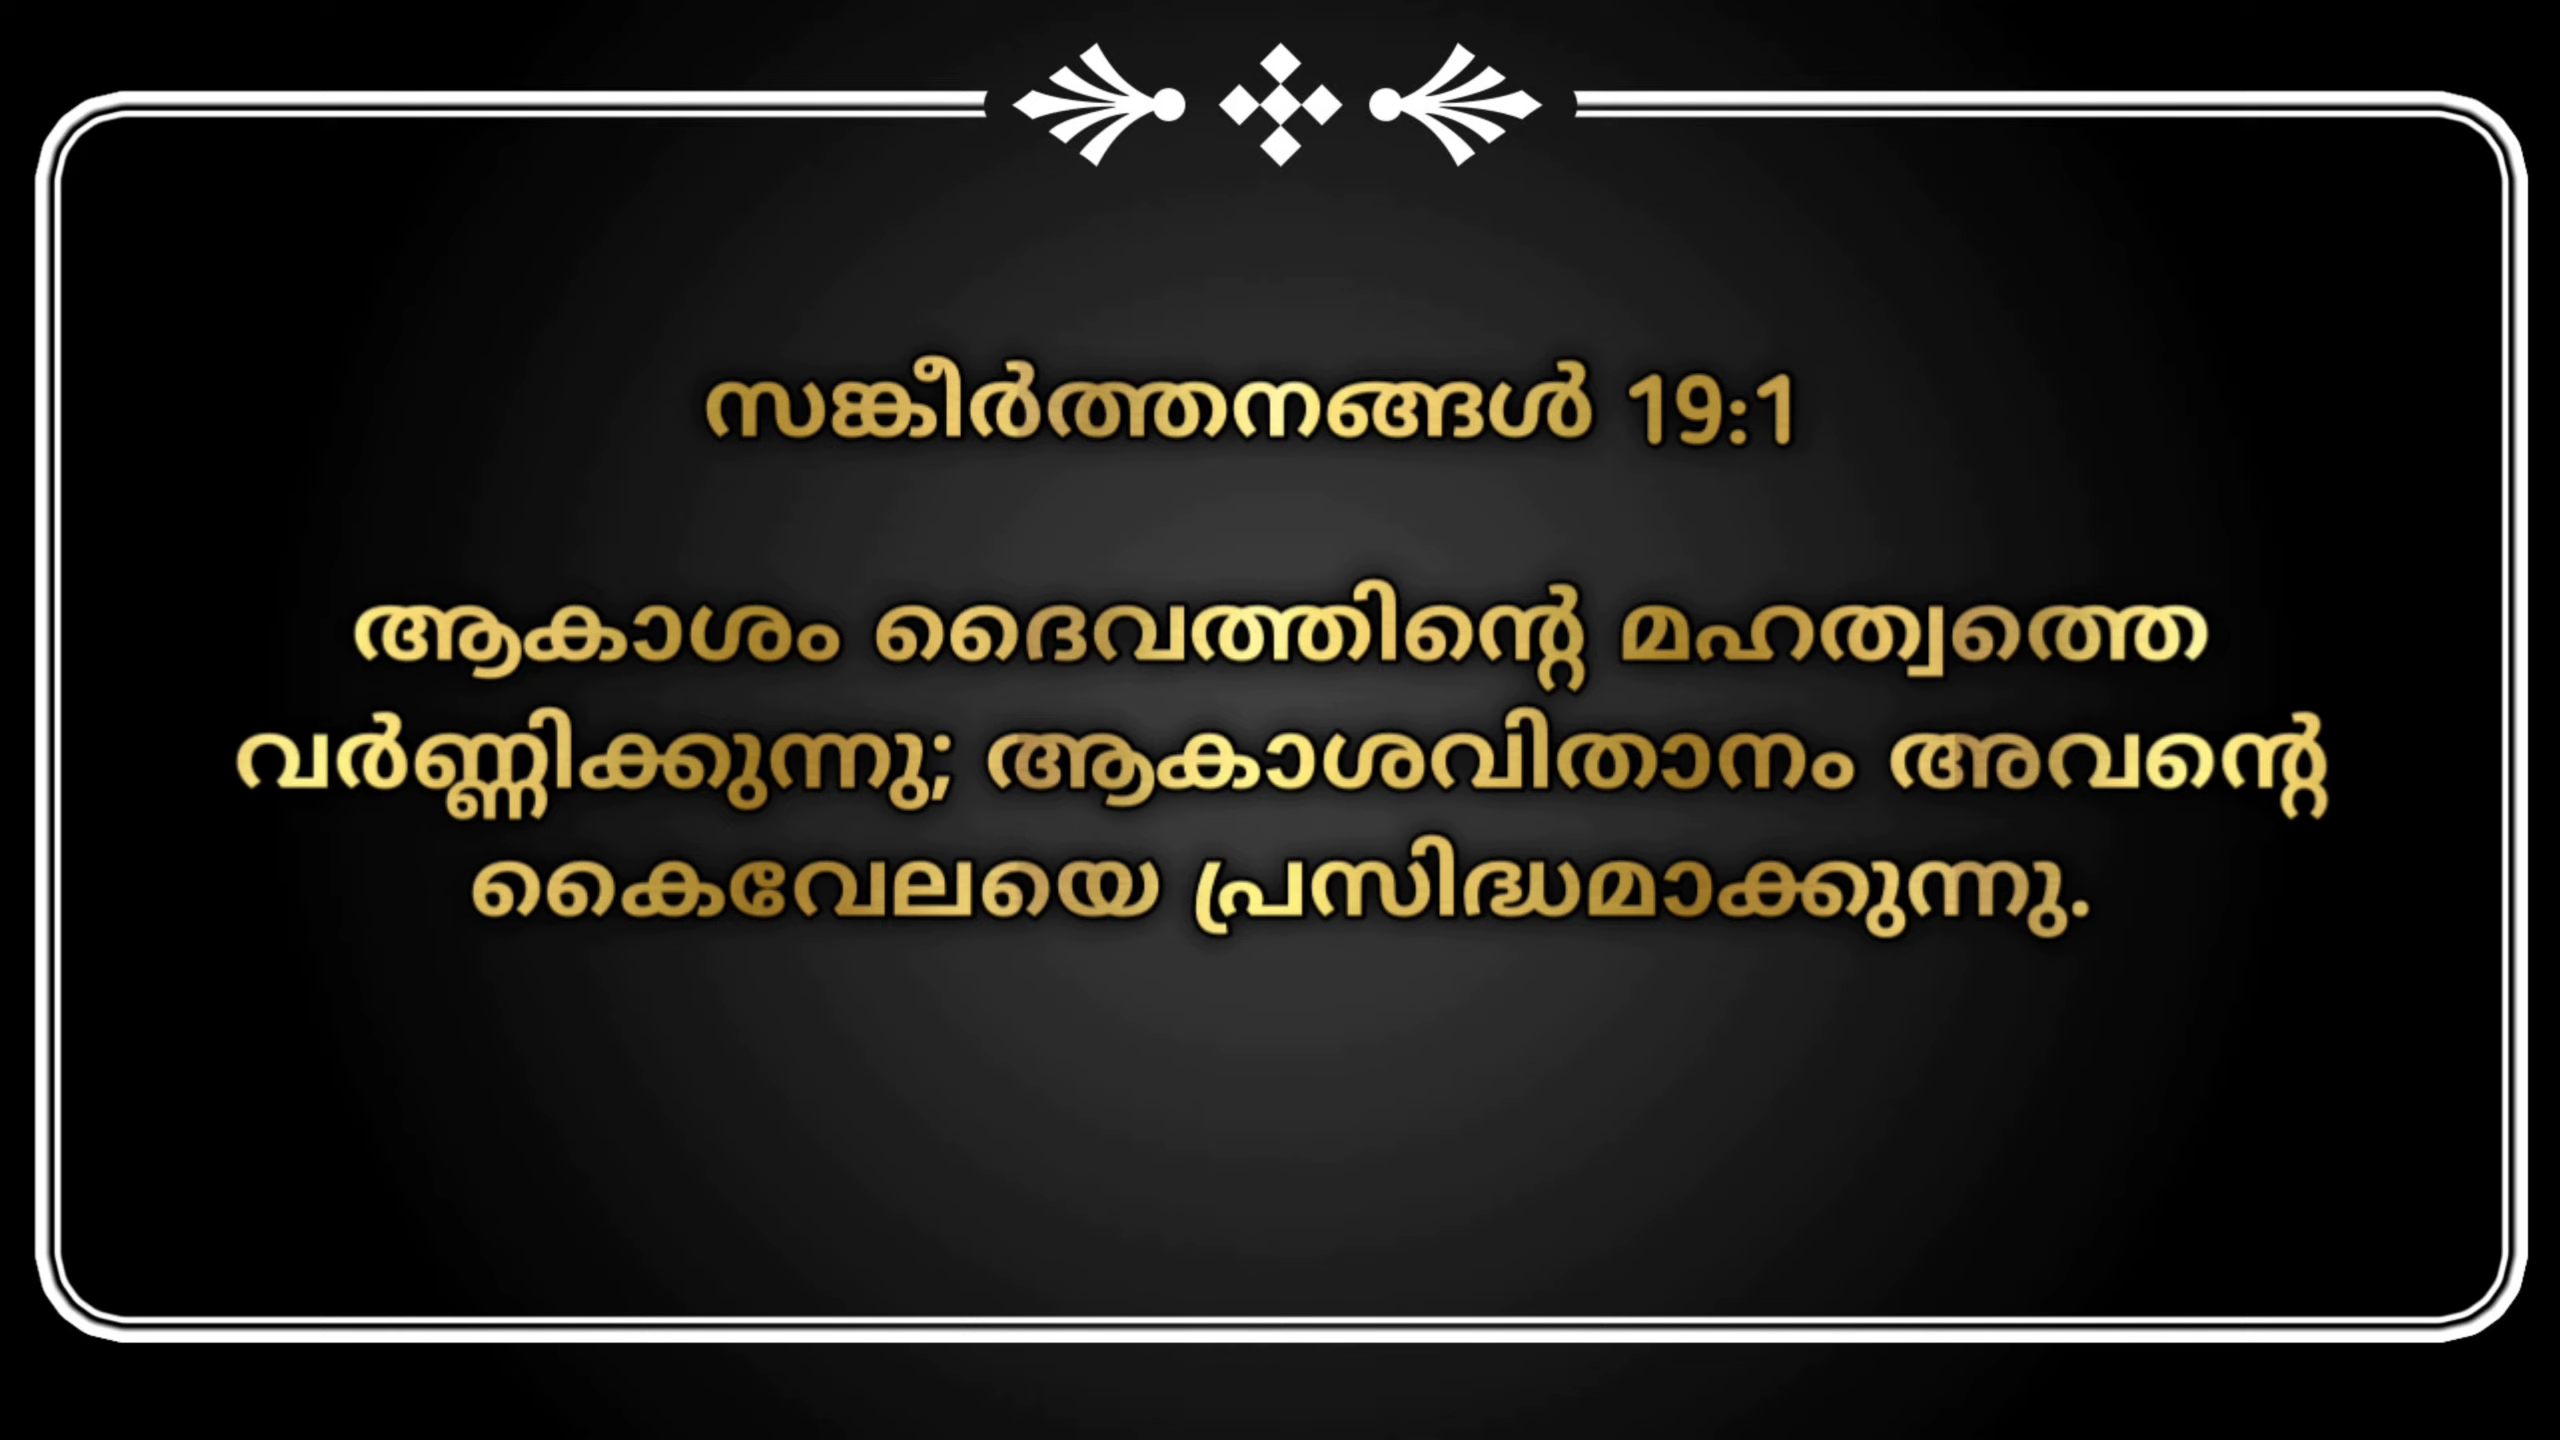 സങ്കീർത്തനങ്ങൾ 19:1
ആകാശം ദൈവത്തിന്റെ മഹത്വത്തെ
വർണ്ണിക്കുന്നു; ആകാശവിതാനം അവന്റെ
കൈവേലയെ പ്രസിദ്ധമാക്കുന്നു.